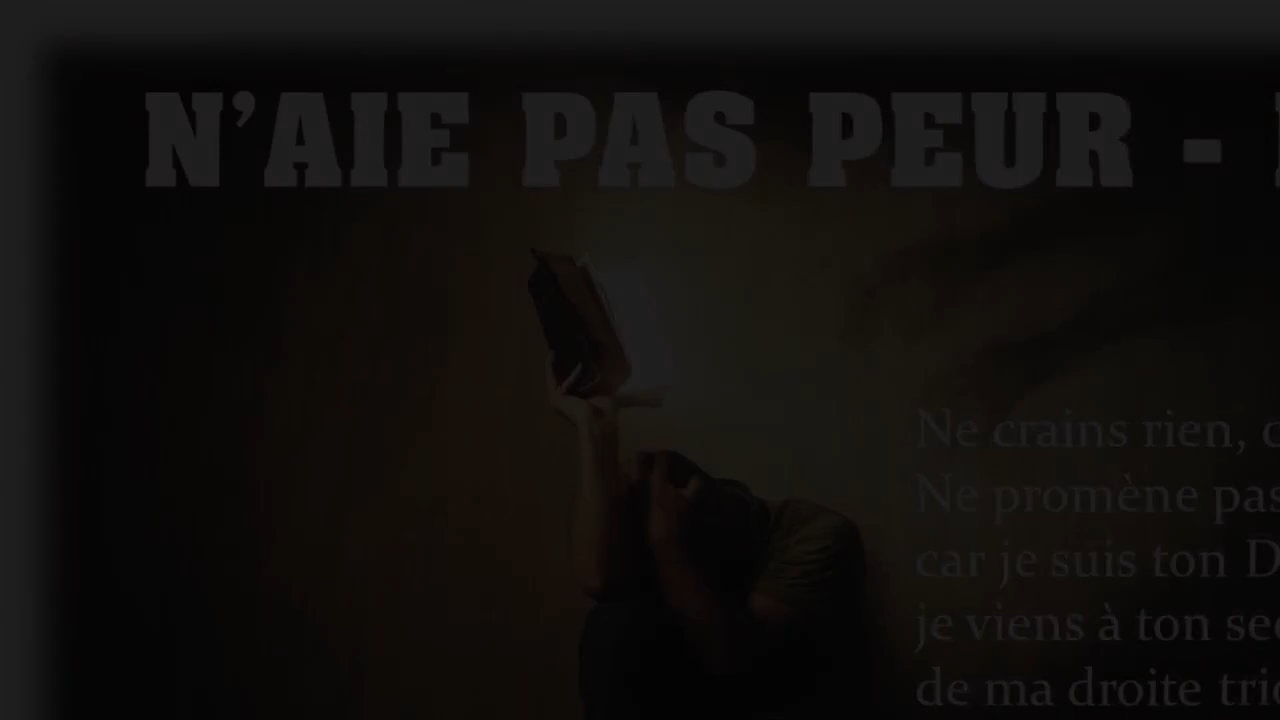 N'AIE PAS PEUR -
Ne crains rien,
Ne promène pas
car je suis ton
je viens à ton
de ma droite